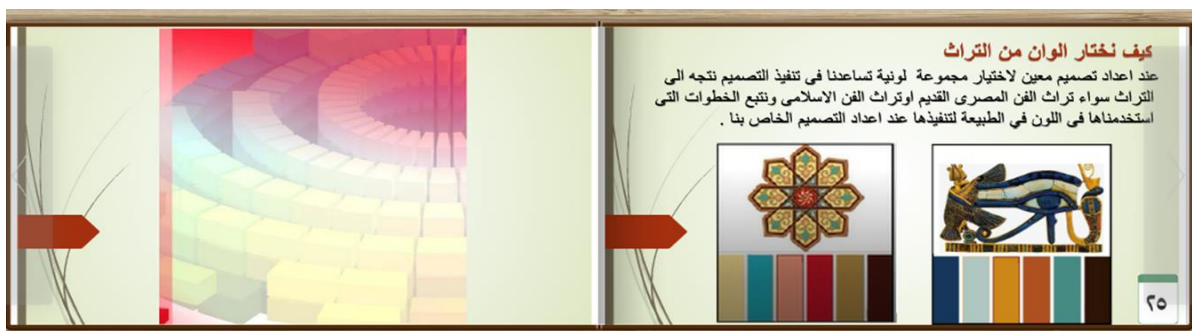 كيف نختار الوان من التراث
عند اعداد تصميم معين لاختيار مجموعة لونية تساعدنا فى تنفيذ التصميم نتجه الى
التراث سواء تراث الفن المصرى القديم اوتراث الفن الاسلامى ونتبع الخطوات التى
استخدمناها فى اللون في الطبيعة لتنفيذها عند اعداد التصميم الخاص بنا .
٢٥